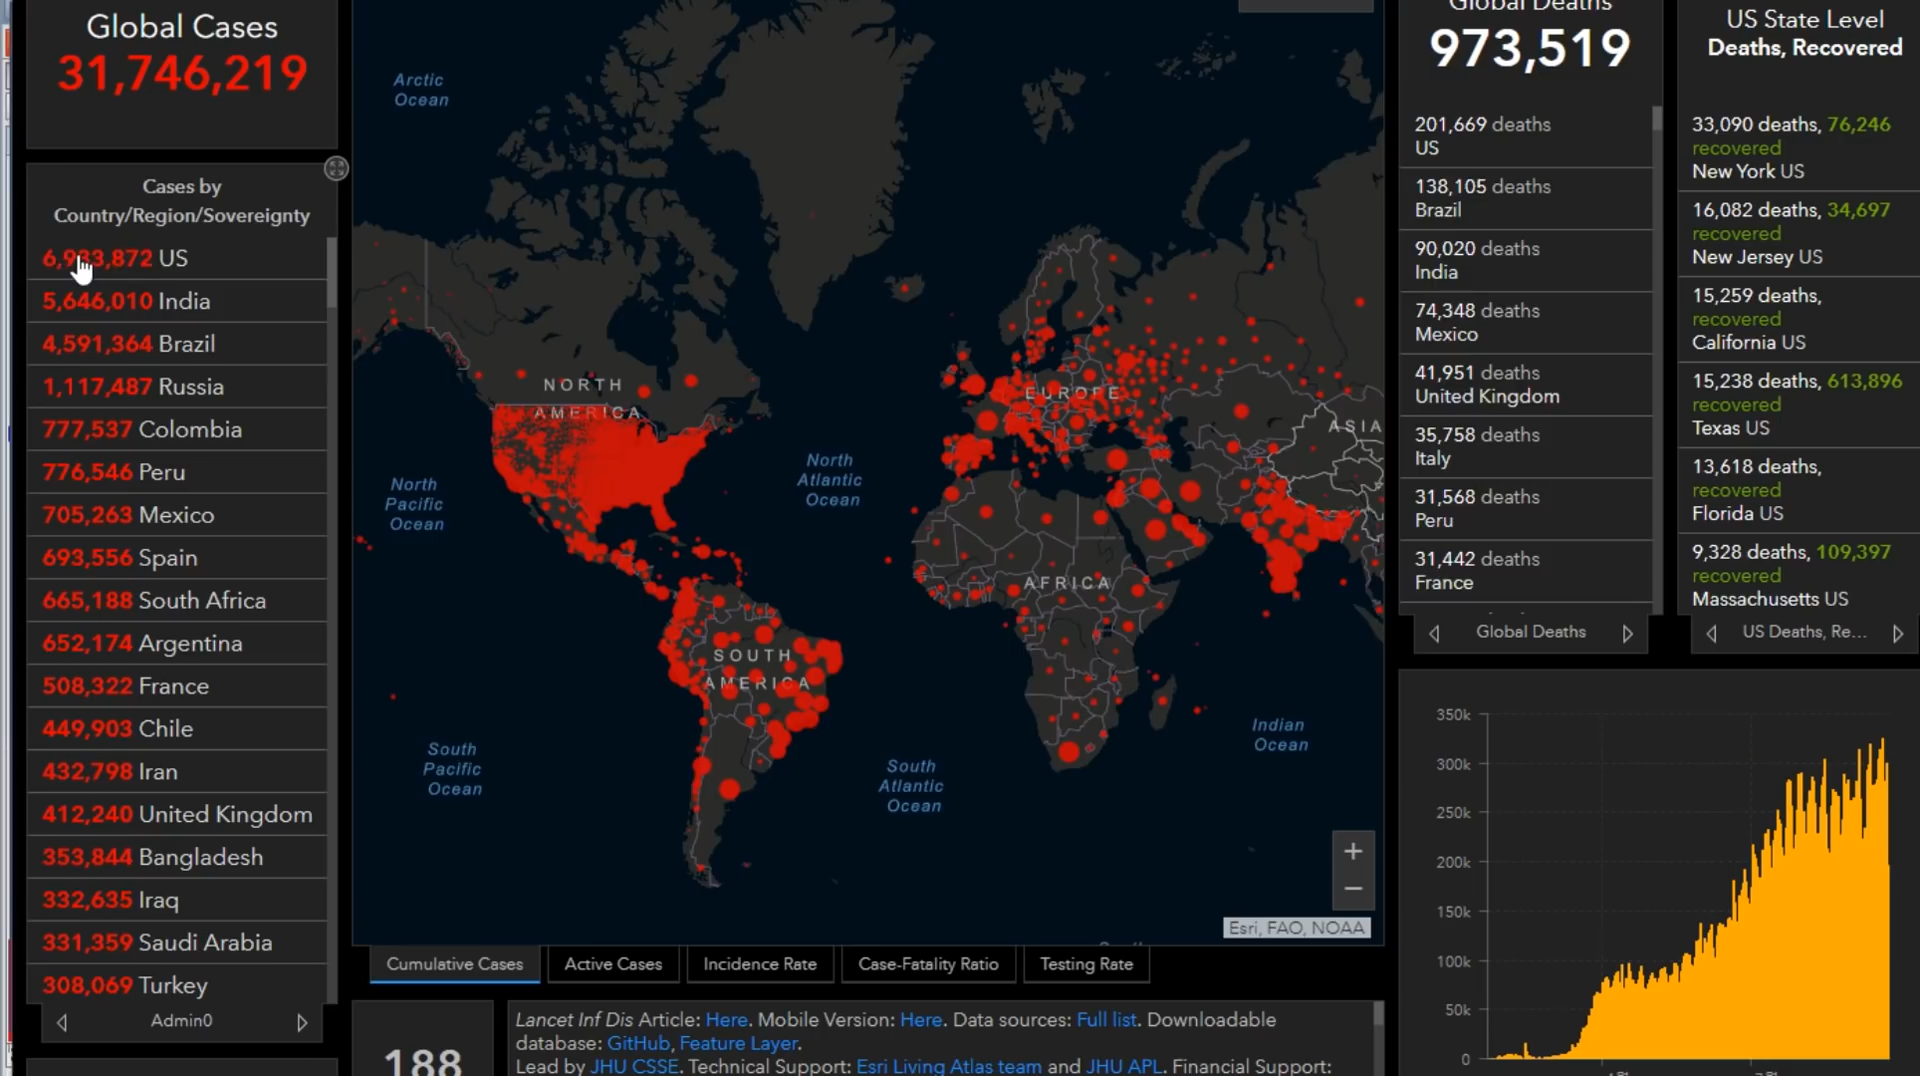 Global Cases
31,746,219
Cases by
Country/Region/Sovereignty
6,933,872 US
5,646,010 India
4,591,364 Brazil
1,117,487 Russia
777,537 Colombia
776,546 Peru
705,263 Mexico
693,556 Spain
665,188 South Africa
652,174 Argentina
508,322 France
449,903 Chile
432,798 Iran
412,240 United Kingdom
353,844 Bangladesh
332,635 Iraq
331,359 Saudi Arabia
308,069 Turkey
Admin0
Arctic
Ocean
NORTH
AMERICA
EUROPE
ASIA
North
Pacific
Ocean
North
Atlantic
Ocean
AFRICA
SOUTH
AMERICA
South
Pacific
Ocean
South
Atlantic
Ocean
Indian
Ocean
+
−
Esri, FAO, NOAA
Cumulative Cases
Active Cases
Incidence Rate
Case-Fatality Ratio
Testing Rate
188
Lancet Inf Dis Article: Here. Mobile Version: Here. Data sources: Full list. Downloadable
database: GitHub, Feature Layer.
Lead by JHU CSSE. Technical Support: Esri Living Atlas team and JHU APL. Financial Support:
Global Deaths
973,519
201,669 deaths
US
138,105 deaths
Brazil
90,020 deaths
India
74,348 deaths
Mexico
41,951 deaths
United Kingdom
35,758 deaths
Italy
31,568 deaths
Peru
31,442 deaths
France
Global Deaths
US State Level
Deaths, Recovered
33,090 deaths, 76,246
recovered
New York US
16,082 deaths, 34,697
recovered
New Jersey US
15,259 deaths,
recovered
California US
15,238 deaths, 613,896
recovered
Texas US
13,618 deaths,
recovered
Florida US
9,328 deaths, 109,397
recovered
Massachusetts US
US Deaths, Re...
350k
300k
250k
200k
150k
100k
50k
0